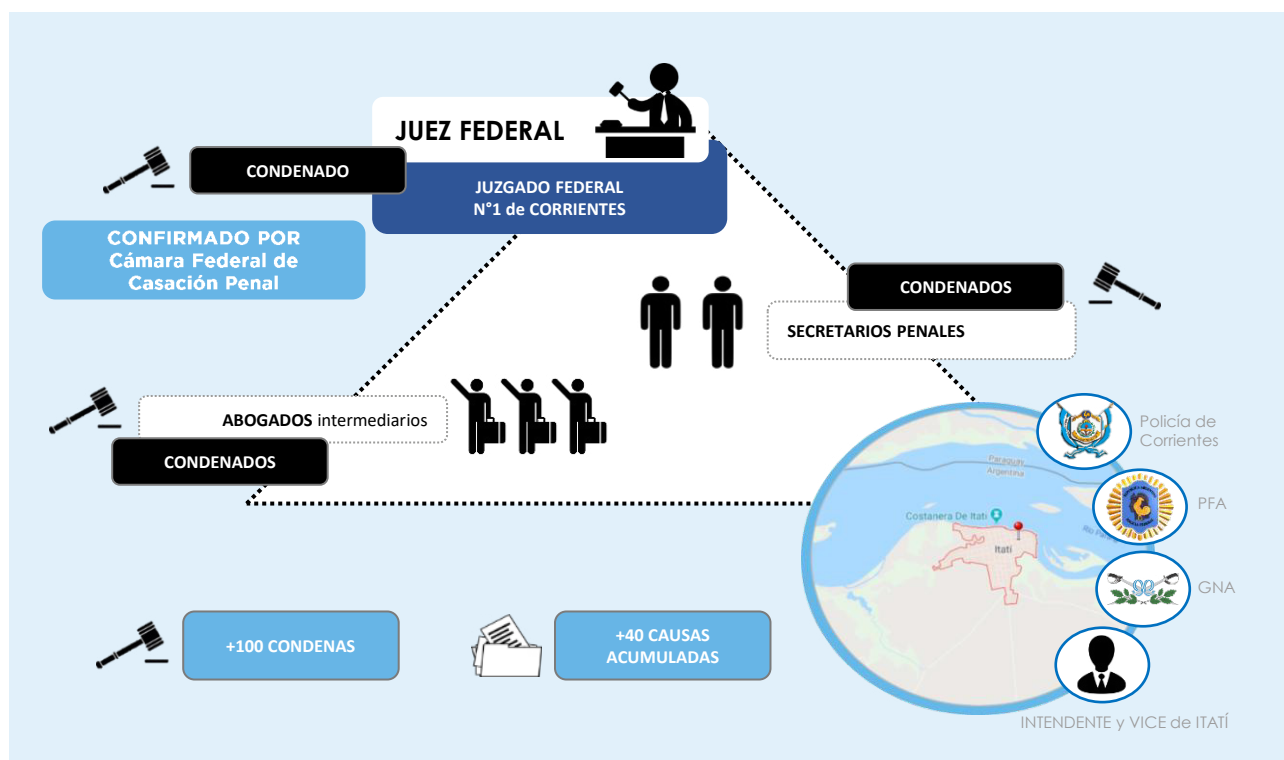 JUEZ FEDERAL
CONDENADO
JUZGADO FEDERAL
N°1 de CORRIENTES
CONFIRMADO POR
Cámara Federal de
Casación Penal
CONDENADOS
SECRETARIOS PENALES
ABOGADOS intermediarios
CONDENADOS
Policía de
Corrientes
PFA
GNA
Paraguay
Argentina
Costanera De Itatí
Itatí
+100 CONDENAS
+40 CAUSAS
ACUMULADAS
INTENDENTE y VICE de ITATÍ